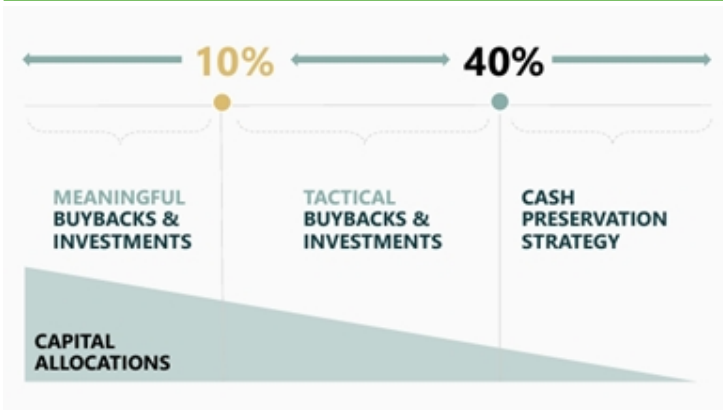 10%
40%
MEANINGFUL
BUYBACKS &
INVESTMENTS
TACTICAL
BUYBACKS &
INVESTMENTS
CASH
PRESERVATION
STRATEGY
CAPITAL
ALLOCATIONS